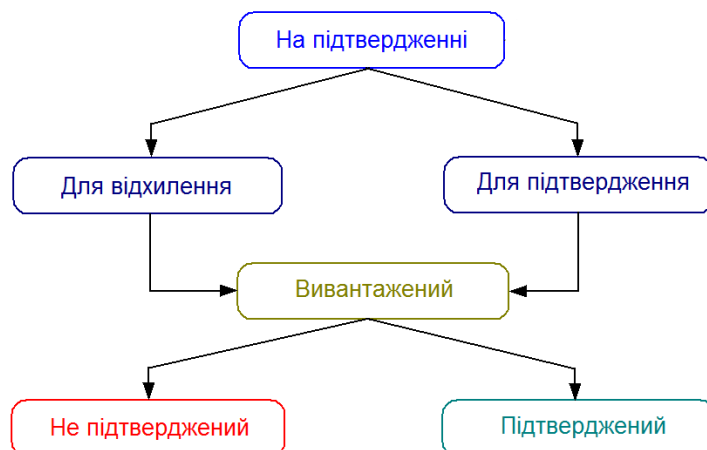 На підтвердженні
Для відхилення
Для підтвердження
Вивантажений
Не підтверджений
Підтверджений